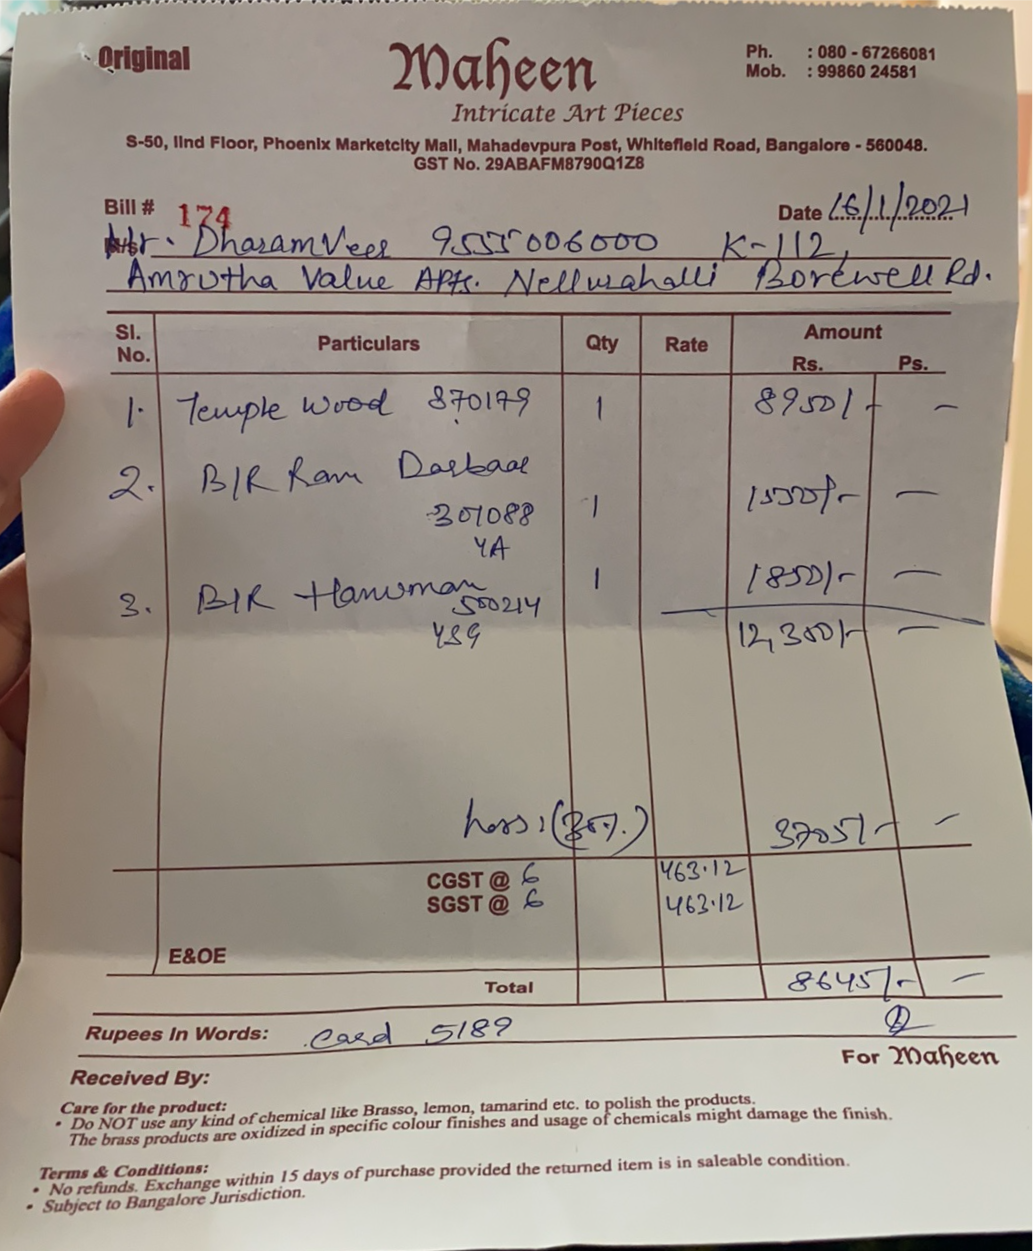 Original
Maheen
Intricate Art Pieces
Ph. : 080 - 67266081
Mob. : 99860 24581
S-50, IInd Floor, Phoenix Marketcity Mall, Mahadevpura Post, Whitefield Road, Bangalore - 560048.
GST No. 29ABAFM8790Q1Z8
Bill # 174
Date 16/1/2021
Mr. DharamVeer 9555006000 K-112,
Amrutha Value Apts. Nellurahalli Borewell Rd.
Sl. No. Particulars Qty Rate Amount Rs. Ps.
1. Temple Wood 870179 1 8950/- -
2. B/R Ram Darbaar
301088 1 1550/- -
YA
3. B/R Hanuman 1 1850/- -
500214
YSG 12,350/- -
Less: (30%.) 3705/- -
CGST @ 6 463.12
SGST @ 6 463.12
E&OE
Total 8645/- -
Rupees In Words: Card 5189
For Maheen
Received By:
Care for the product:
• Do NOT use any kind of chemical like Brasso, lemon, tamarind etc. to polish the products.
The brass products are oxidized in specific colour finishes and usage of chemicals might damage the finish.
Terms & Conditions:
• No refunds. Exchange within 15 days of purchase provided the returned item is in saleable condition.
• Subject to Bangalore Jurisdiction.